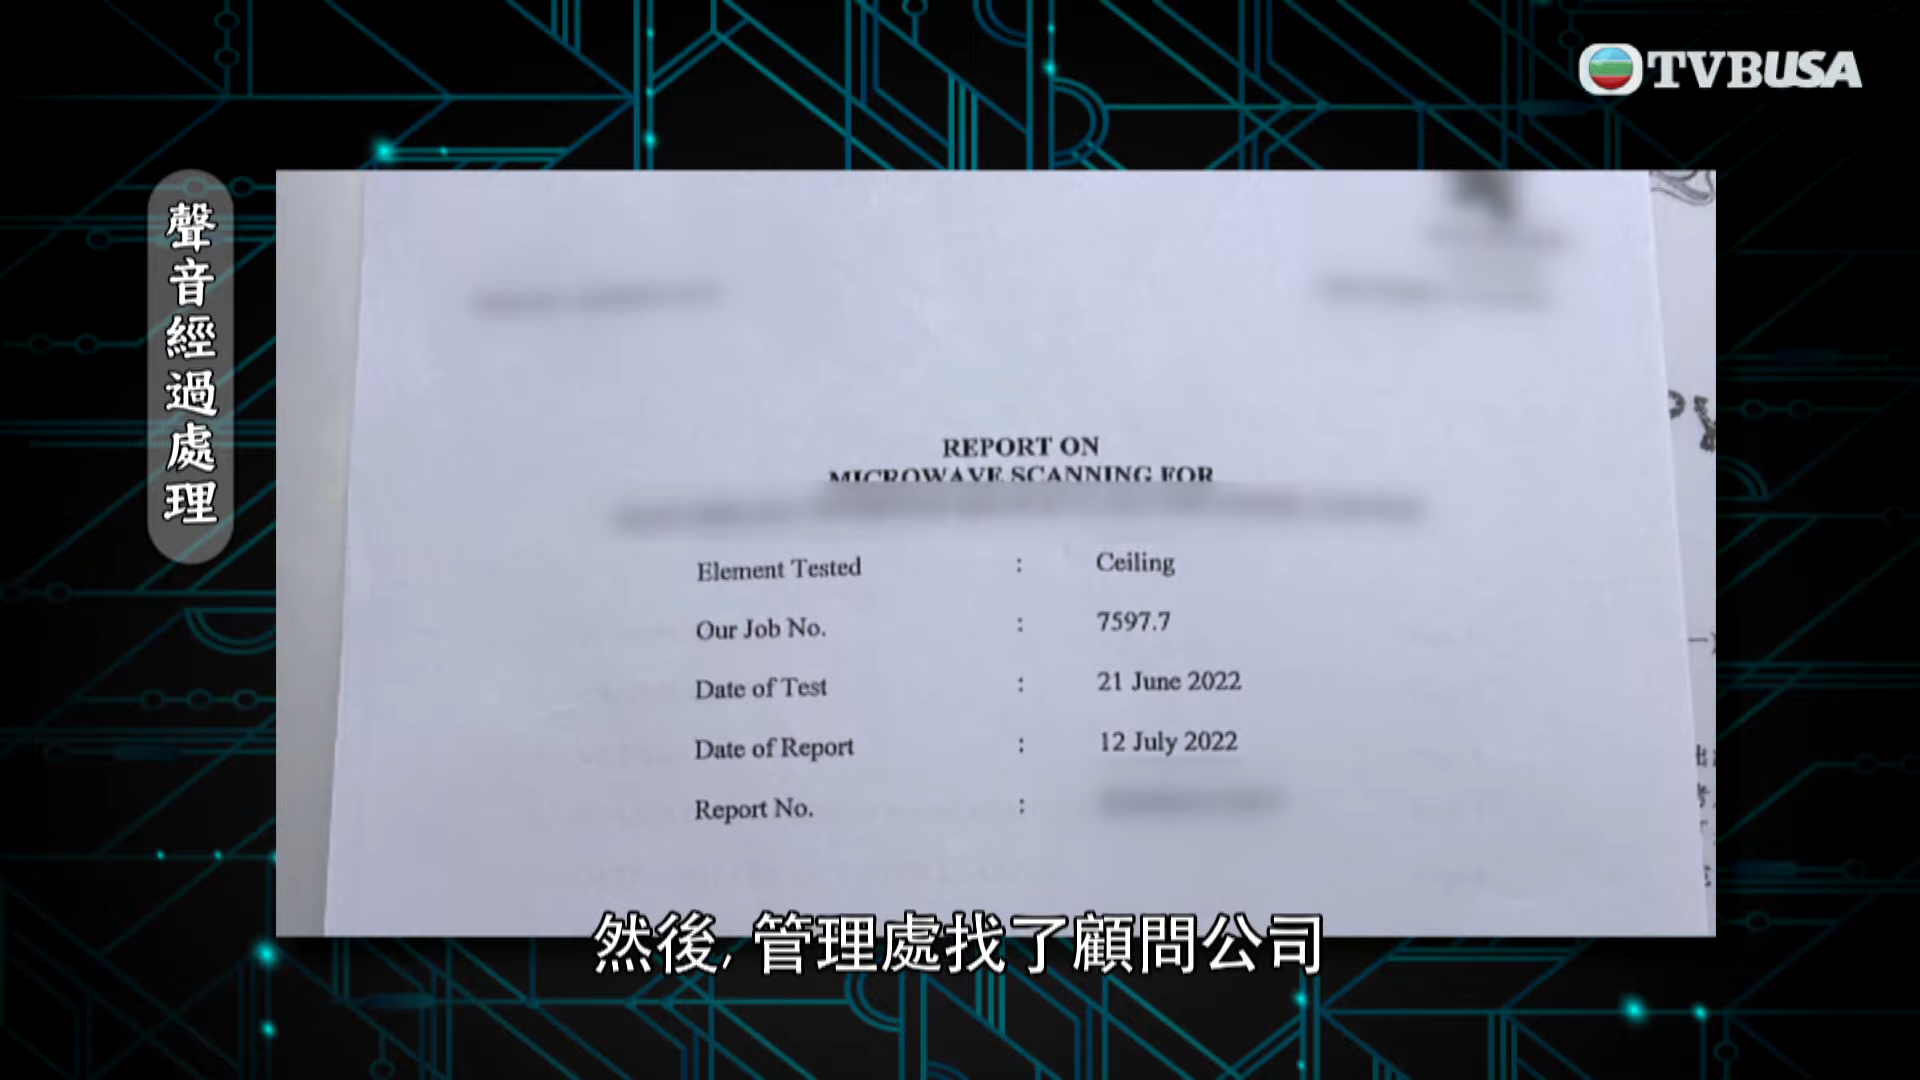 TVBUSA
聲音經過處理
REPORT ON
MICROWAVE SCANNING FOR
Element Tested : Ceiling
Our Job No. : 7597.7
Date of Test : 21 June 2022
Date of Report : 12 July 2022
Report No. :
然後, 管理處找了顧問公司